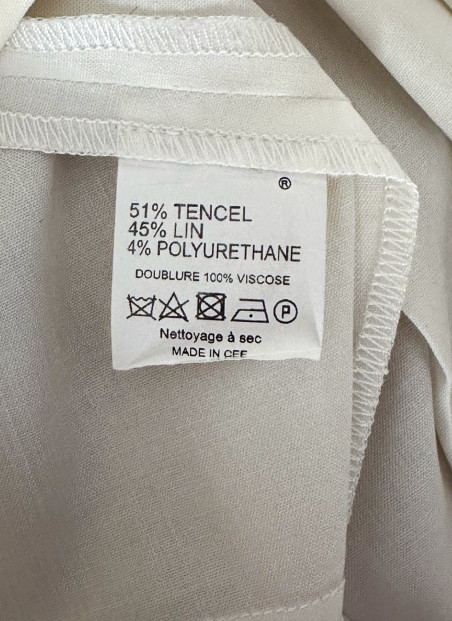 ®
51% TENCEL
45% LIN
4% POLYURETHANE
DOUBLURE 100% VISCOSE
P
Nettoyage à sec
MADE IN CEE